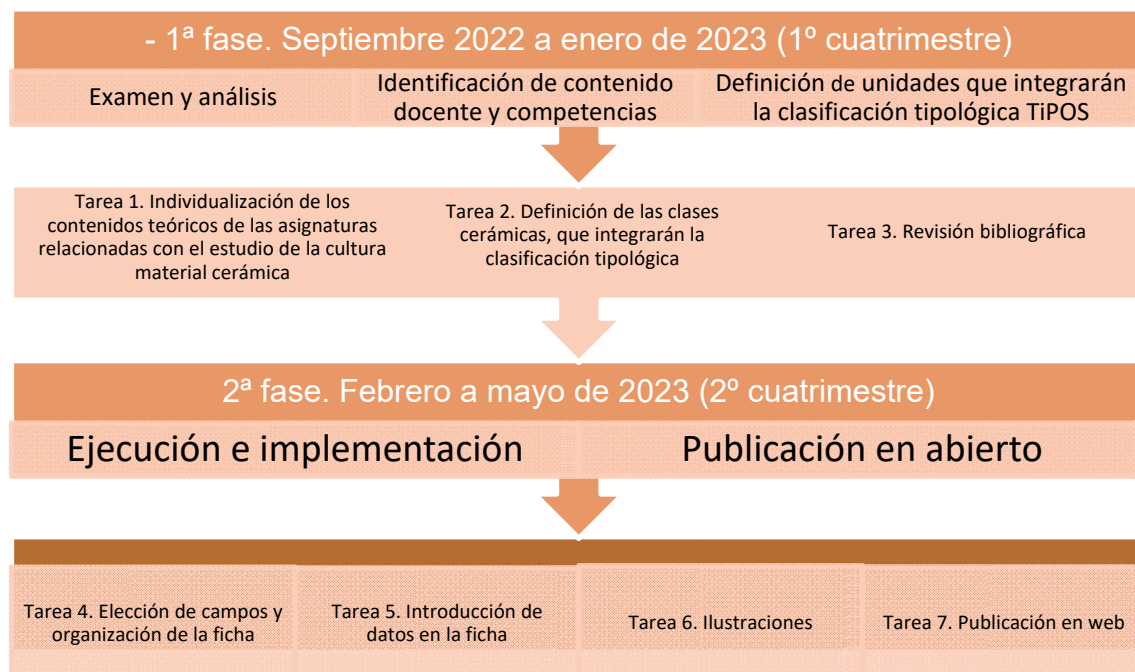 - 1ª fase. Septiembre 2022 a enero de 2023 (1º cuatrimestre)
Examen y análisis
Identificación de contenido
docente y competencias
Definición de unidades que integrarán
la clasificación tipológica TiPOS
Tarea 1. Individualización de los
contenidos teóricos de las asignaturas
relacionadas con el estudio de la cultura
material cerámica
Tarea 2. Definición de las clases
cerámicas, que integrarán la
clasificación tipológica
Tarea 3. Revisión bibliográfica
2ª fase. Febrero a mayo de 2023 (2º cuatrimestre)
Ejecución e implementación
Publicación en abierto
Tarea 4. Elección de campos y
organización de la ficha
Tarea 5. Introducción de
datos en la ficha
Tarea 6. Ilustraciones
Tarea 7. Publicación en web